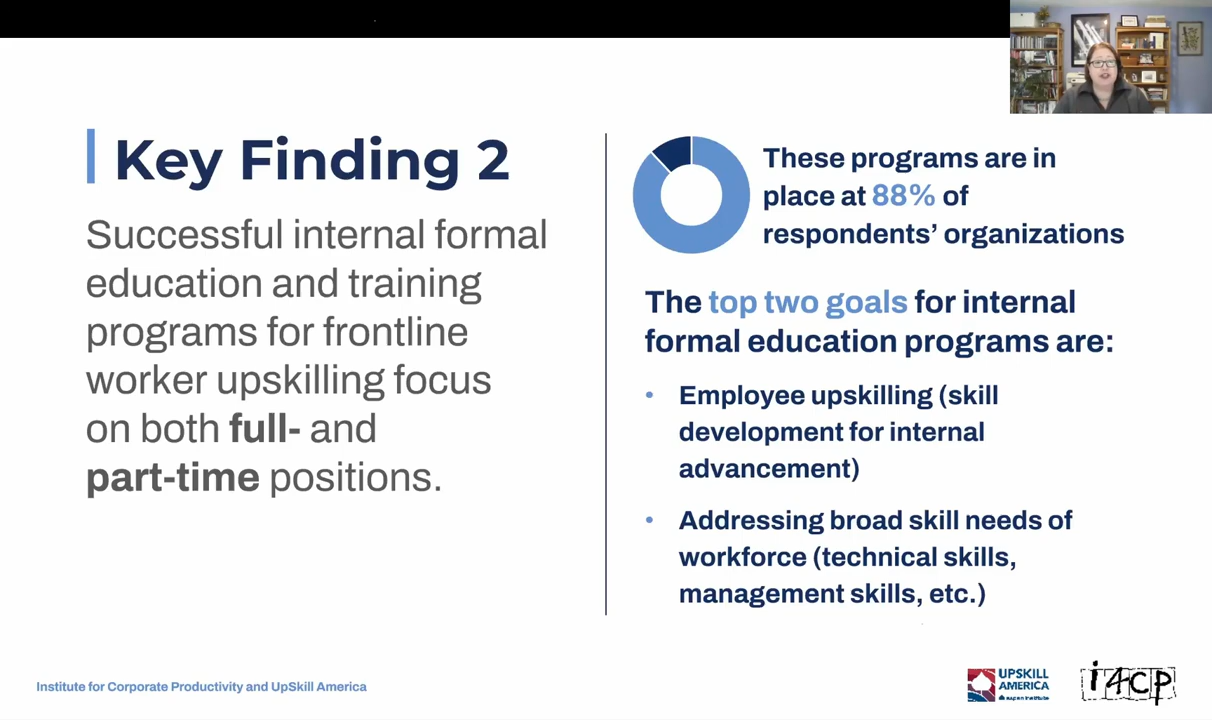 Key Finding 2
Successful internal formal
education and training
programs for frontline
worker upskilling focus
on both full- and
part-time positions.
These programs are in
place at 88% of
respondents’ organizations
The top two goals for internal
formal education programs are:
• Employee upskilling (skill
development for internal
advancement)
• Addressing broad skill needs of
workforce (technical skills,
management skills, etc.)
Institute for Corporate Productivity and UpSkill America
UPSKILL
AMERICA
i4cp